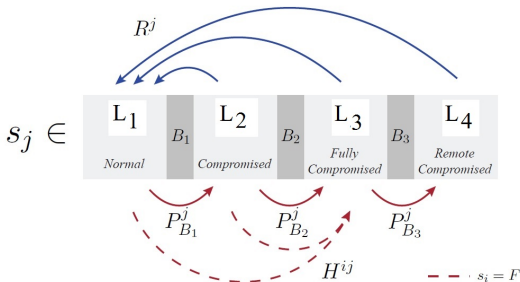 R^j
s_j ∈
L_1 B_1 L_2 B_2 L_3 B_3 L_4
Normal Compromised Fully Compromised Remote Compromised
P^j_{B_1} P^j_{B_2} P^j_{B_3}
H^{ij}
s_i = F